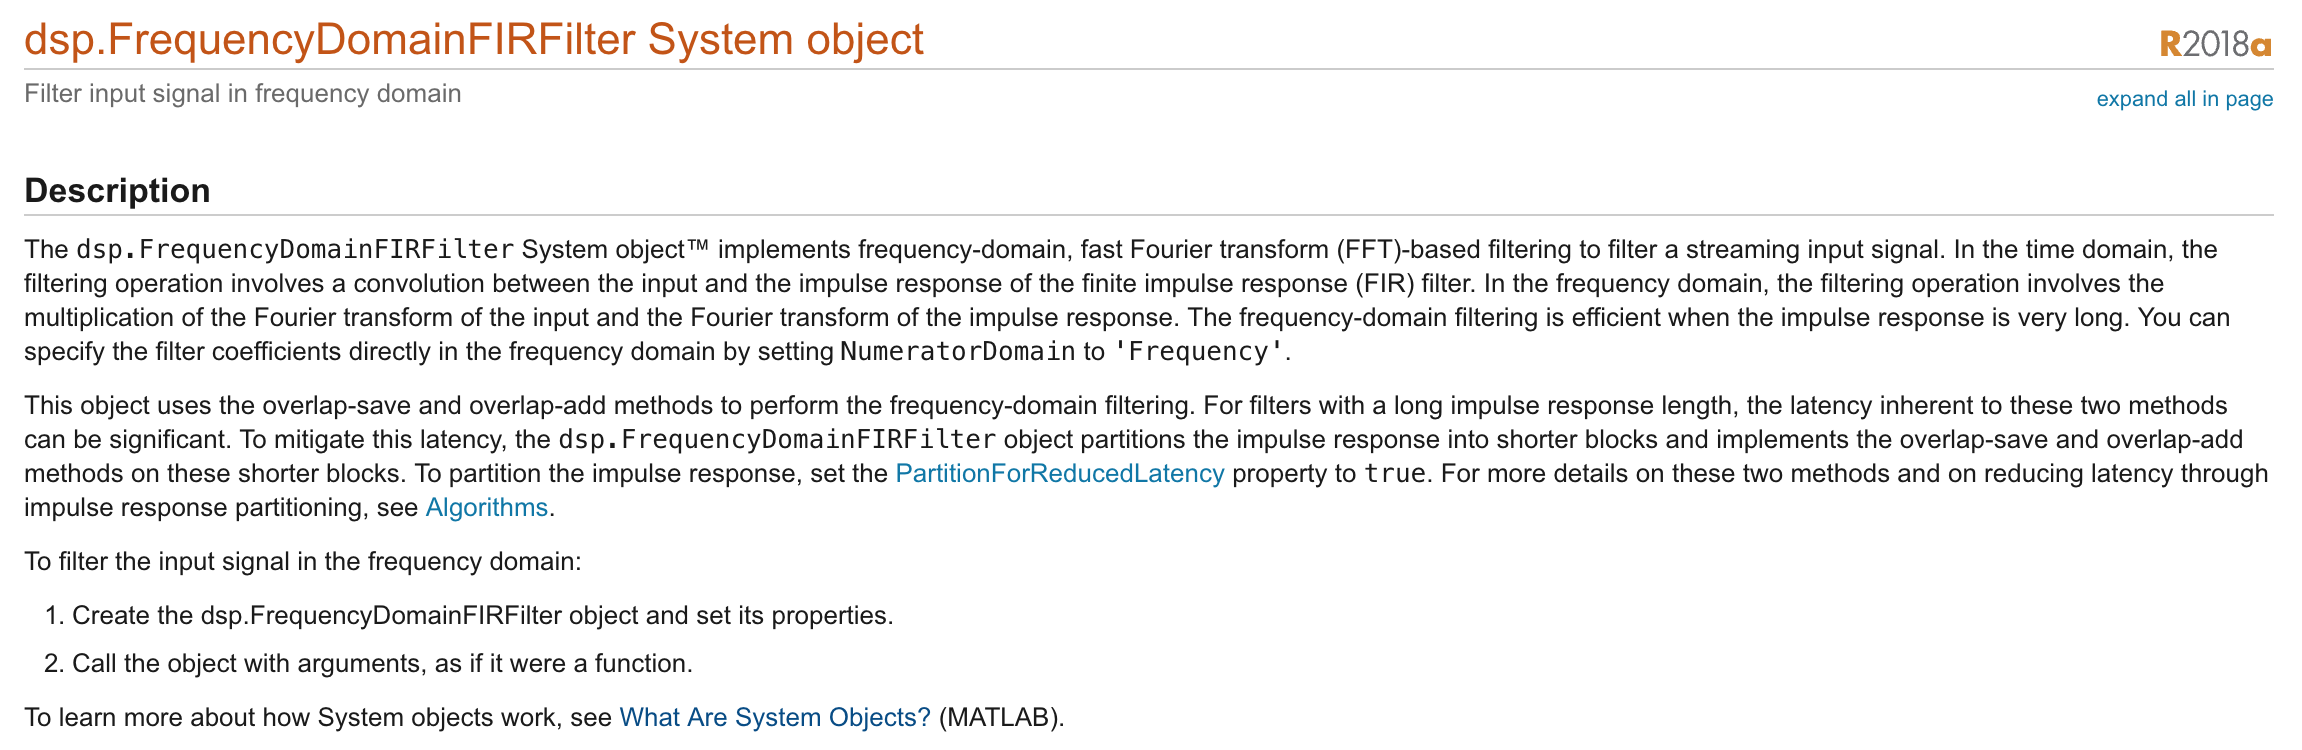 dsp.FrequencyDomainFIRFilter System object
R2018a
Filter input signal in frequency domain
expand all in page
Description
The dsp.FrequencyDomainFIRFilter System object™ implements frequency-domain, fast Fourier transform (FFT)-based filtering to filter a streaming input signal. In the time domain, the
filtering operation involves a convolution between the input and the impulse response of the finite impulse response (FIR) filter. In the frequency domain, the filtering operation involves the
multiplication of the Fourier transform of the input and the Fourier transform of the impulse response. The frequency-domain filtering is efficient when the impulse response is very long. You can
specify the filter coefficients directly in the frequency domain by setting NumeratorDomain to 'Frequency'.
This object uses the overlap-save and overlap-add methods to perform the frequency-domain filtering. For filters with a long impulse response length, the latency inherent to these two methods
can be significant. To mitigate this latency, the dsp.FrequencyDomainFIRFilter object partitions the impulse response into shorter blocks and implements the overlap-save and overlap-add
methods on these shorter blocks. To partition the impulse response, set the PartitionForReducedLatency property to true. For more details on these two methods and on reducing latency through
impulse response partitioning, see Algorithms.
To filter the input signal in the frequency domain:
1. Create the dsp.FrequencyDomainFIRFilter object and set its properties.
2. Call the object with arguments, as if it were a function.
To learn more about how System objects work, see What Are System Objects? (MATLAB).